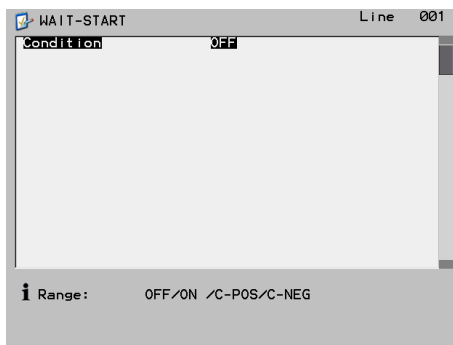 WAIT-START Line 001
Condition OFF
i Range: OFF/ON /C-POS/C-NEG